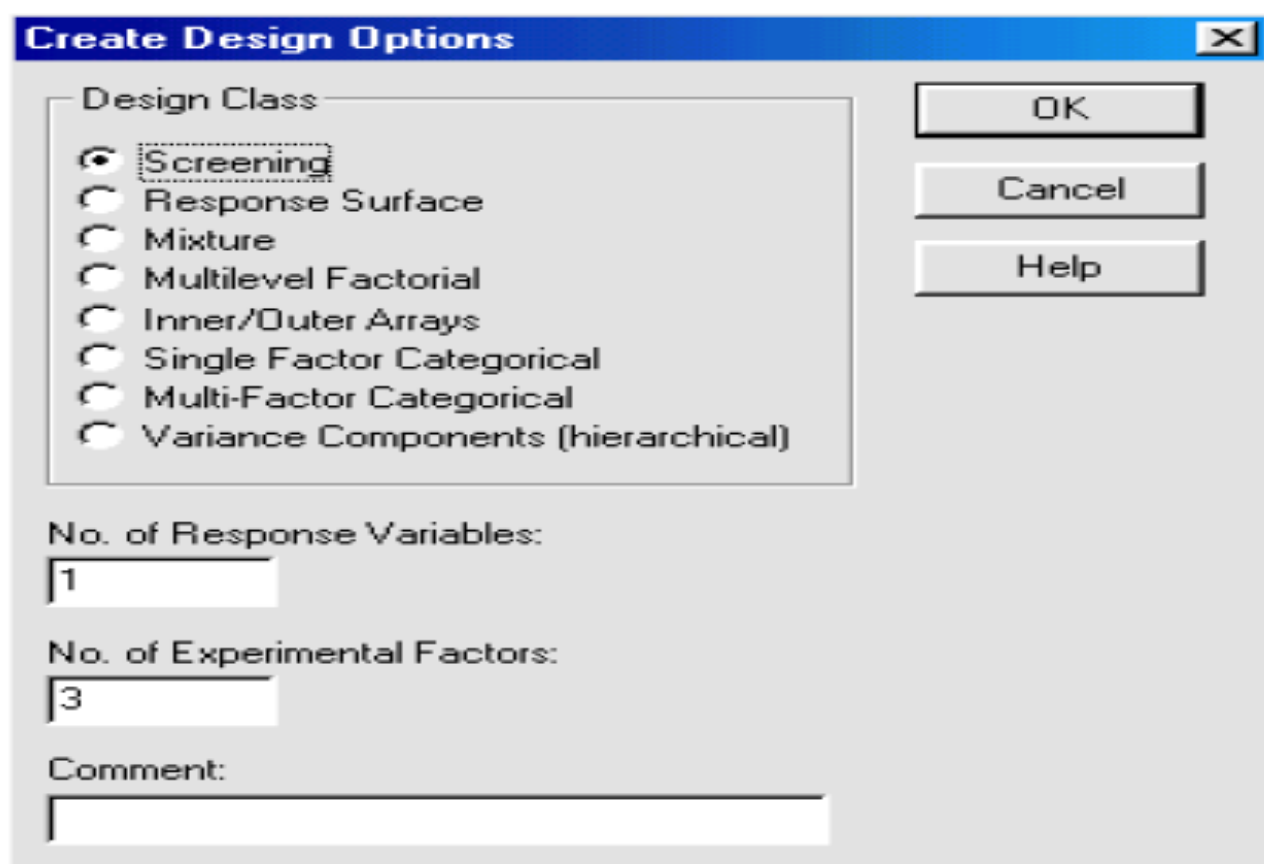 Create Design Options
Design Class
Screening
Response Surface
Mixture
Multilevel Factorial
Inner/Outer Arrays
Single Factor Categorical
Multi-Factor Categorical
Variance Components (hierarchical)
OK
Cancel
Help
No. of Response Variables:
1
No. of Experimental Factors:
3
Comment: